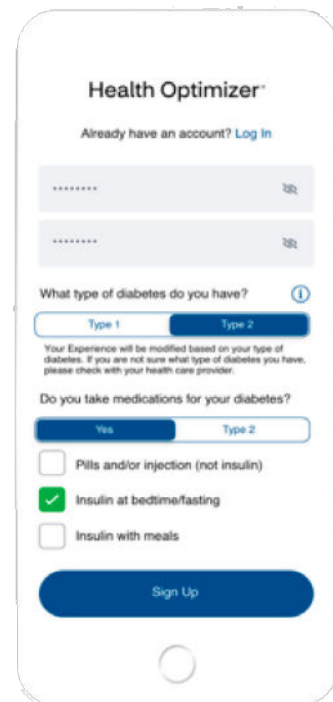 Health Optimizer™
Already have an account? Log In
••••••••
••••••••
What type of diabetes do you have?
Type 1 Type 2
Your Experience will be modified based on your type of
diabetes. If you are not sure what type of diabetes you have,
please check with your health care provider.
Do you take medications for your diabetes?
Yes Type 2
Pills and/or injection (not insulin)
Insulin at bedtime/fasting
Insulin with meals
Sign Up